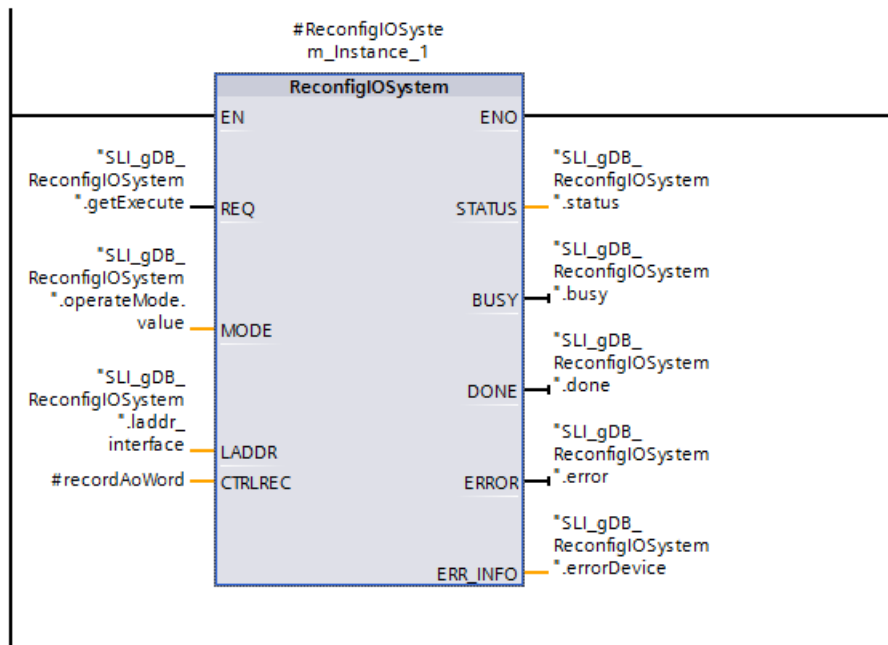 #ReconfigIOSyste
m_Instance_1
ReconfigIOSystem
EN
ENO
"SLI_gDB_
ReconfigIOSystem
".getExecute
REQ
"SLI_gDB_
ReconfigIOSystem
".status
STATUS
"SLI_gDB_
ReconfigIOSystem
".operateMode.
value
MODE
"SLI_gDB_
ReconfigIOSystem
".busy
BUSY
"SLI_gDB_
ReconfigIOSystem
".laddr_
interface
LADDR
"SLI_gDB_
ReconfigIOSystem
".done
DONE
#recordAoWord
CTRLREC
"SLI_gDB_
ReconfigIOSystem
".error
ERROR
"SLI_gDB_
ReconfigIOSystem
".errorDevice
ERR_INFO